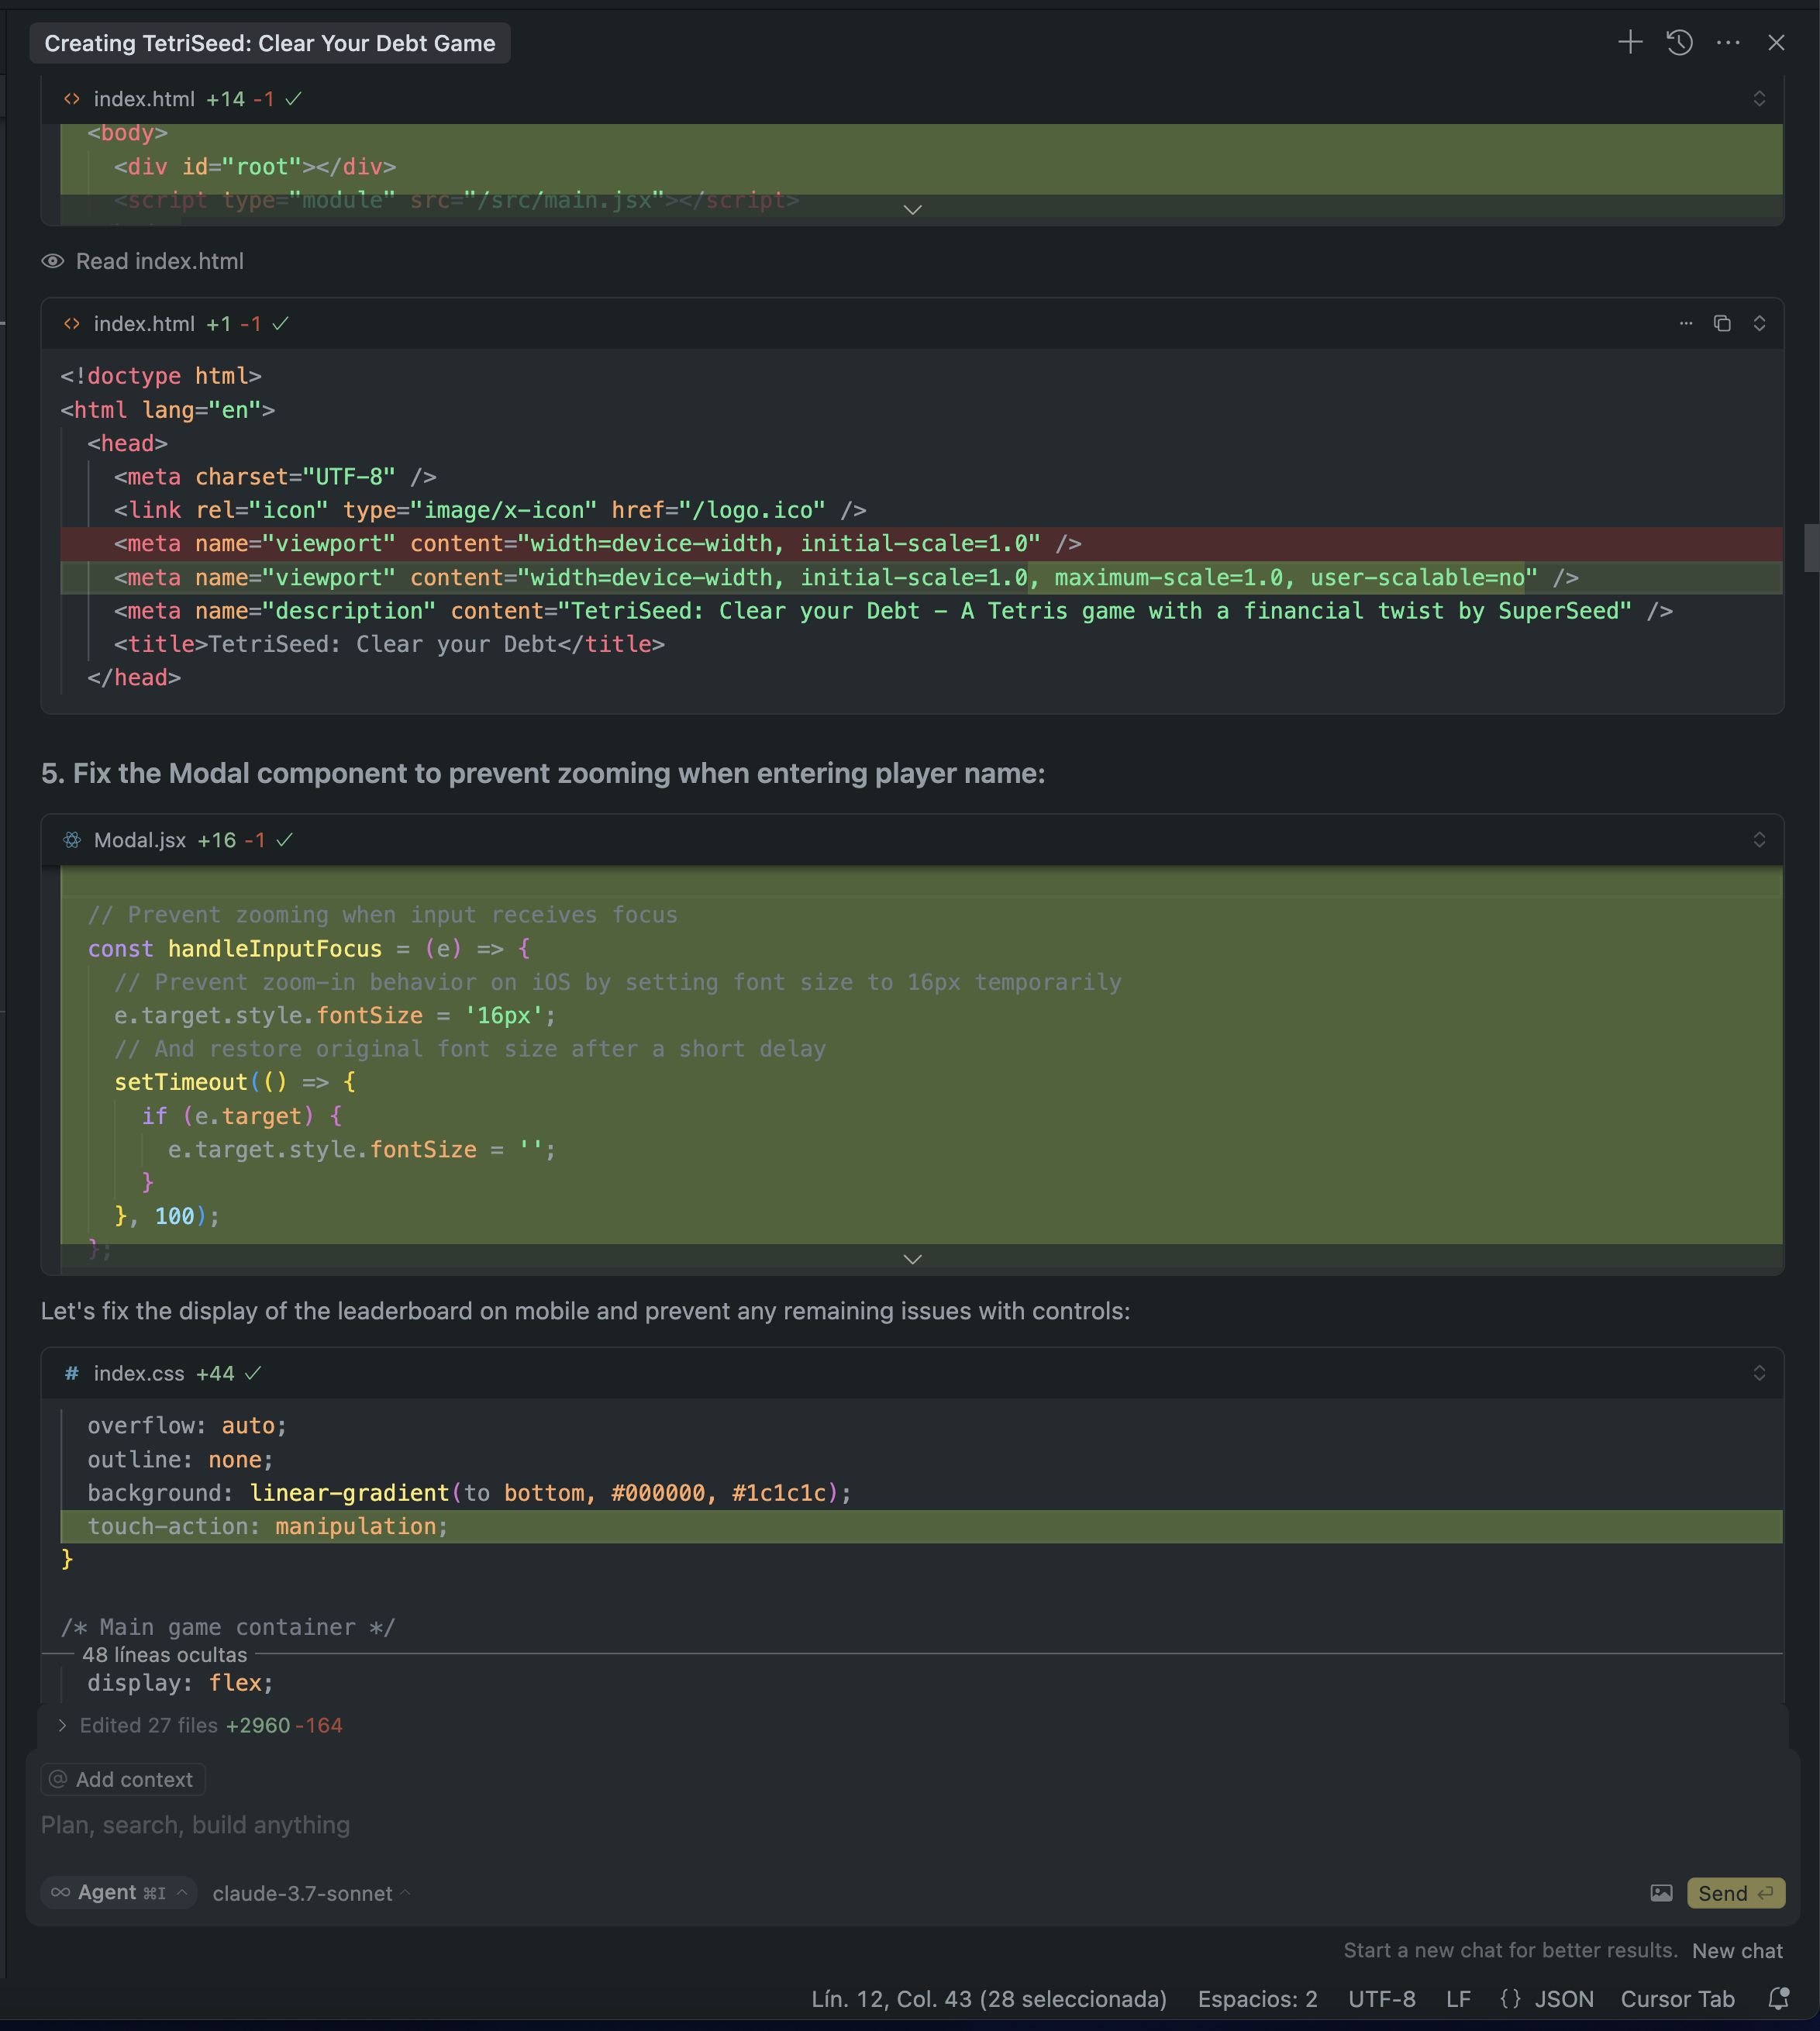 Creating TetriSeed: Clear Your Debt Game
index.html +14 -1
<body>
<div id="root"></div>
<script type="module" src="/src/main.jsx"></script>
Read index.html
index.html +1 -1
<!doctype html>
<html lang="en">
<head>
<meta charset="UTF-8" />
<link rel="icon" type="image/x-icon" href="/logo.ico" />
<meta name="viewport" content="width=device-width, initial-scale=1.0" />
<meta name="viewport" content="width=device-width, initial-scale=1.0, maximum-scale=1.0, user-scalable=no" />
<meta name="description" content="TetriSeed: Clear your Debt - A Tetris game with a financial twist by SuperSeed" />
<title>TetriSeed: Clear your Debt</title>
</head>
5. Fix the Modal component to prevent zooming when entering player name:
Modal.jsx +16 -1
// Prevent zooming when input receives focus
const handleInputFocus = (e) => {
// Prevent zoom-in behavior on iOS by setting font size to 16px temporarily
e.target.style.fontSize = '16px';
// And restore original font size after a short delay
setTimeout(() => {
if (e.target) {
e.target.style.fontSize = '';
}
}, 100);
};
Let's fix the display of the leaderboard on mobile and prevent any remaining issues with controls:
# index.css +44
overflow: auto;
outline: none;
background: linear-gradient(to bottom, #000000, #1c1c1c);
touch-action: manipulation;
}
/* Main game container */
48 líneas ocultas
display: flex;
Edited 27 files +2960 -164
@ Add context
Plan, search, build anything
Agent ⌘I claude-3.7-sonnet
Send
Start a new chat for better results. New chat
Lín. 12, Col. 43 (28 seleccionada) Espacios: 2 UTF-8 LF {} JSON Cursor Tab